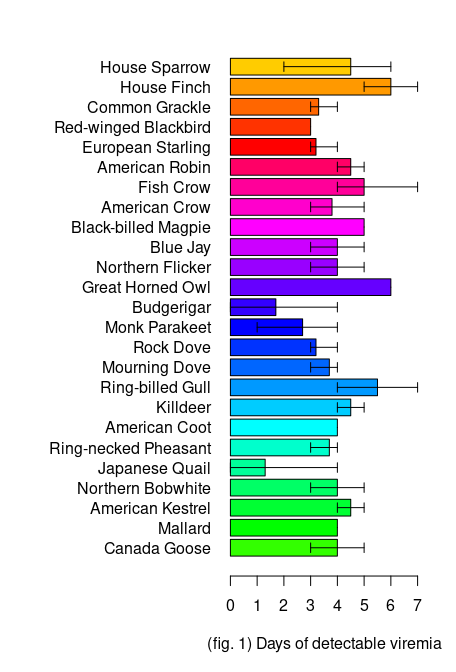 House Sparrow
House Finch
Common Grackle
Red-winged Blackbird
European Starling
American Robin
Fish Crow
American Crow
Black-billed Magpie
Blue Jay
Northern Flicker
Great Horned Owl
Budgerigar
Monk Parakeet
Rock Dove
Mourning Dove
Ring-billed Gull
Killdeer
American Coot
Ring-necked Pheasant
Japanese Quail
Northern Bobwhite
American Kestrel
Mallard
Canada Goose
0 1 2 3 4 5 6 7
(fig. 1) Days of detectable viremia